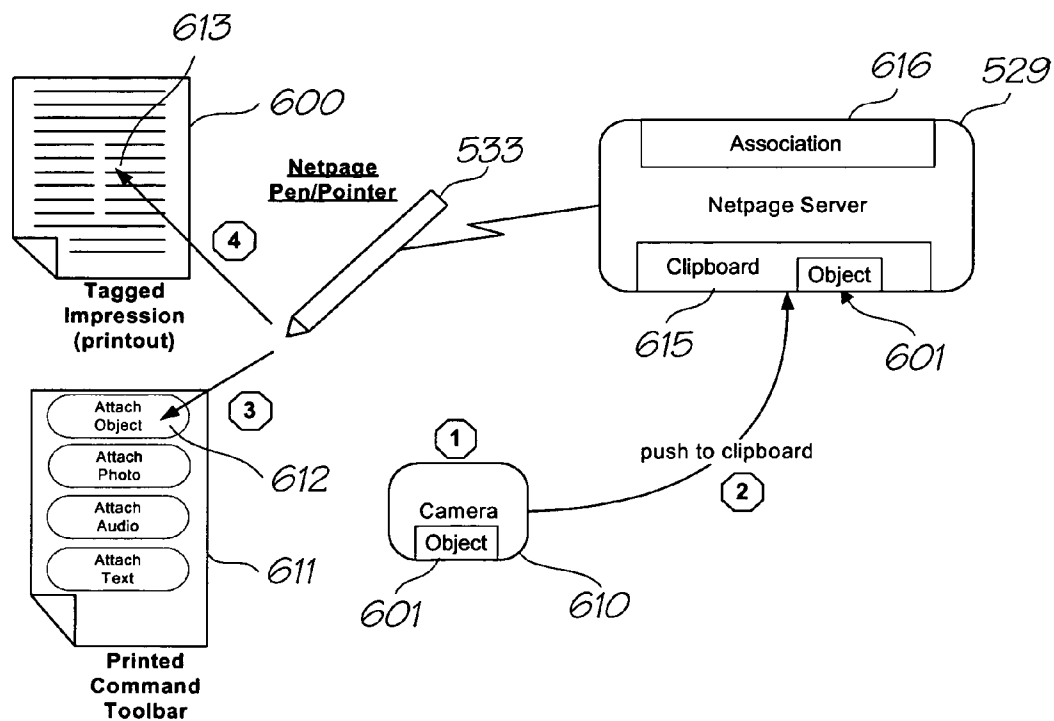 613
600
Netpage
Pen/Pointer
533
616
529
Association
Netpage Server
Clipboard
Object
615
601
4
Tagged
Impression
(printout)
3
Attach
Object
612
Attach
Photo
Attach
Audio
Attach
Text
611
1
Camera
Object
601
610
push to clipboard
2
Printed
Command
Toolbar